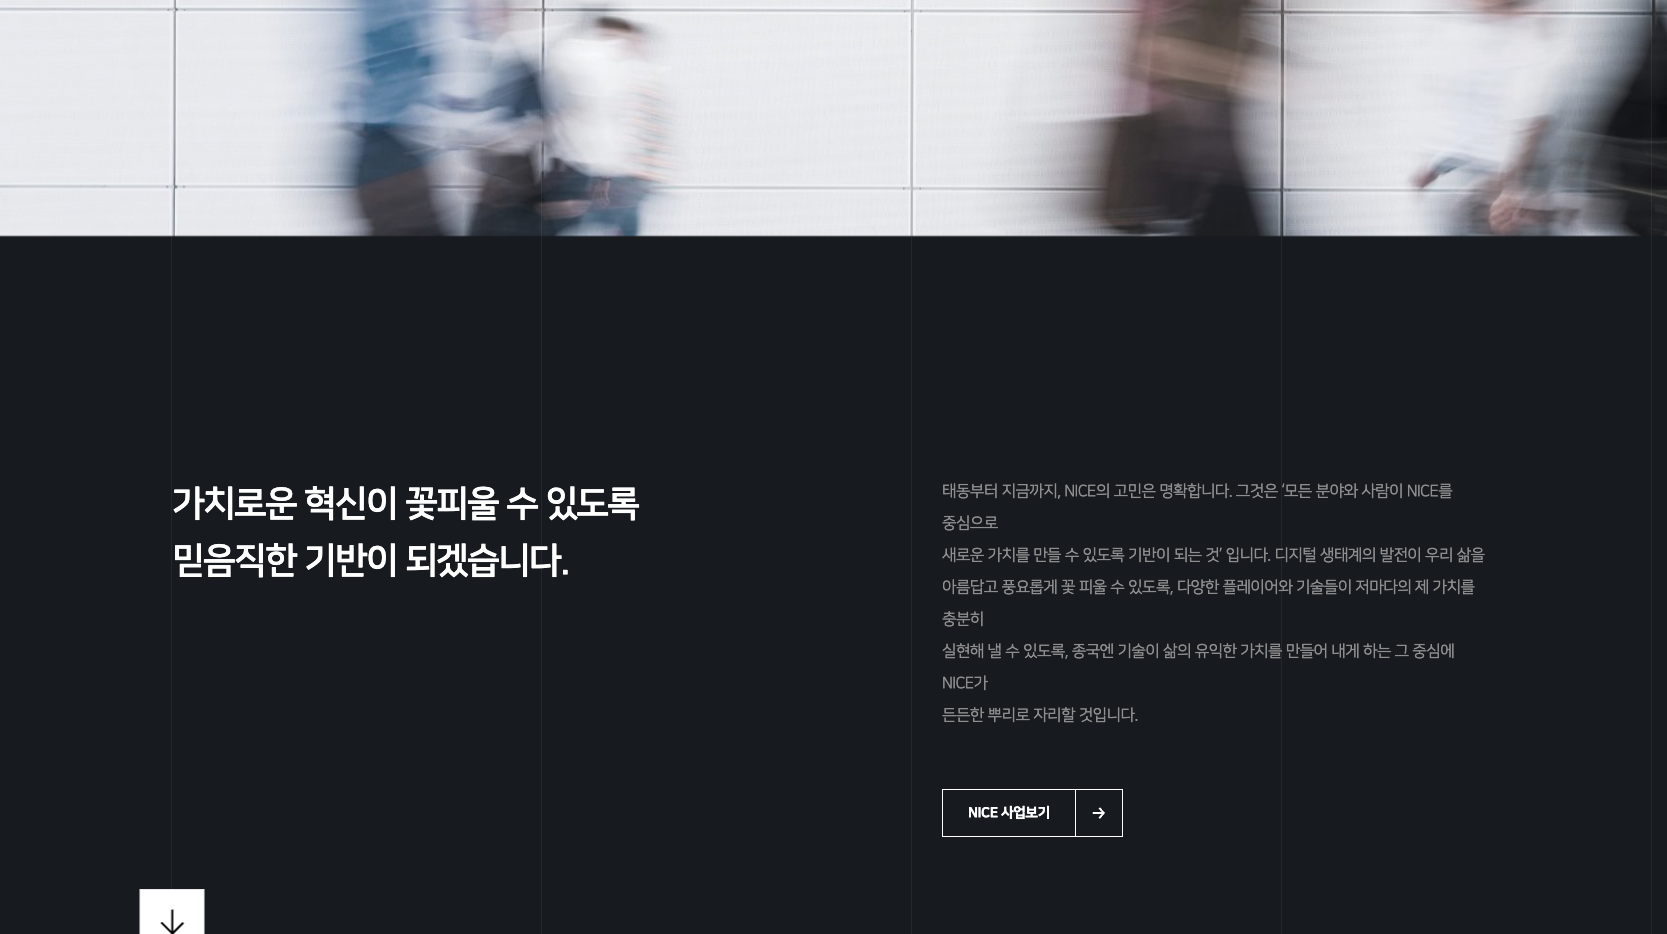 가치로운 혁신이 꽃피울 수 있도록
믿음직한 기반이 되겠습니다.
태동부터 지금까지, NICE의 고민은 명확합니다. 그것은 ‘모든 분야와 사람이 NICE를
중심으로
새로운 가치를 만들 수 있도록 기반이 되는 것’ 입니다. 디지털 생태계의 발전이 우리 삶을
아름답고 풍요롭게 꽃 피울 수 있도록, 다양한 플레이어와 기술들이 저마다의 제 가치를
충분히
실현해 낼 수 있도록, 종국엔 기술이 삶의 유익한 가치를 만들어 내게 하는 그 중심에
NICE가
든든한 뿌리로 자리할 것입니다.
NICE 사업보기